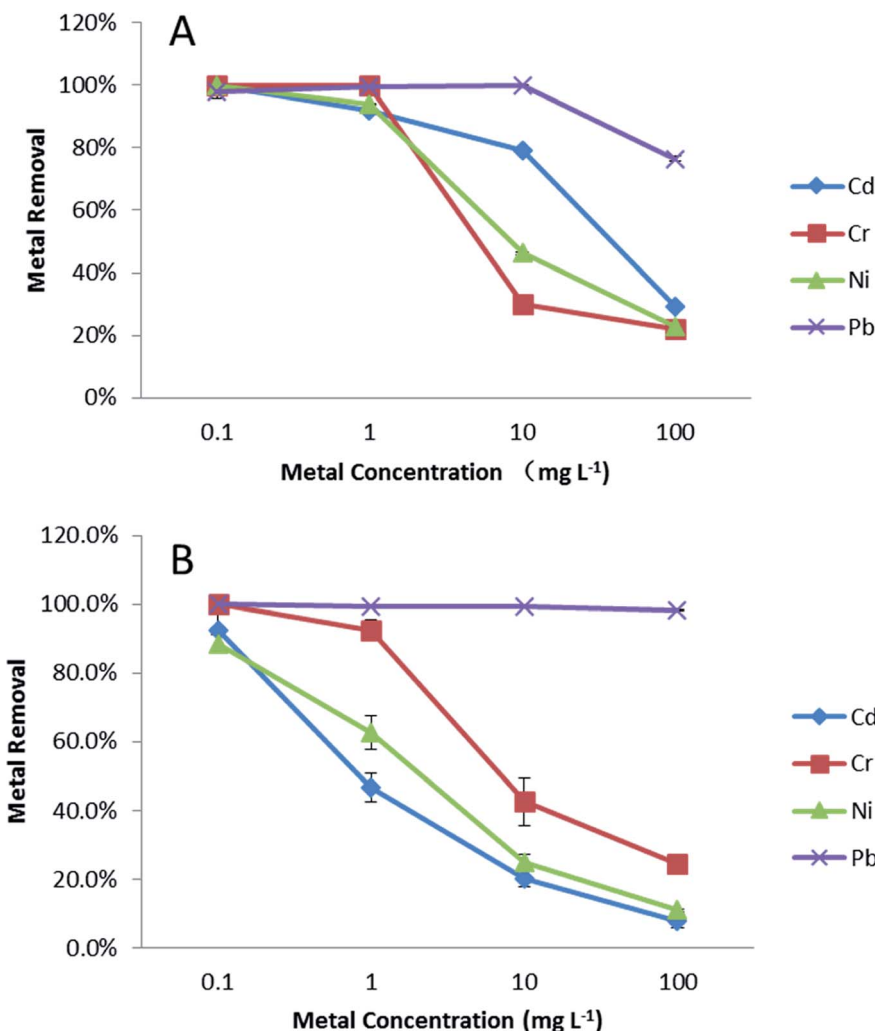 A
120%
100%
80%
60%
40%
20%
0%
Metal Removal
0.1 1 10 100
Metal Concentration （mg L⁻¹)
Cd
Cr
Ni
Pb
B
120.0%
100.0%
80.0%
60.0%
40.0%
20.0%
0.0%
Metal Removal
0.1 1 10 100
Metal Concentration (mg L⁻¹)
Cd
Cr
Ni
Pb